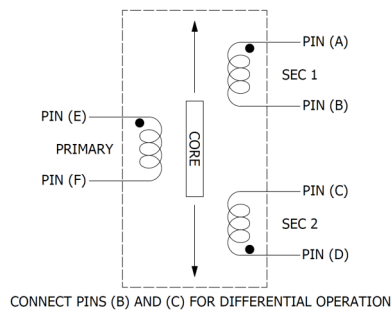 PIN (A)
SEC 1
PIN (B)
PIN (E)
PRIMARY
PIN (F)
CORE
PIN (C)
SEC 2
PIN (D)
CONNECT PINS (B) AND (C) FOR DIFFERENTIAL OPERATION